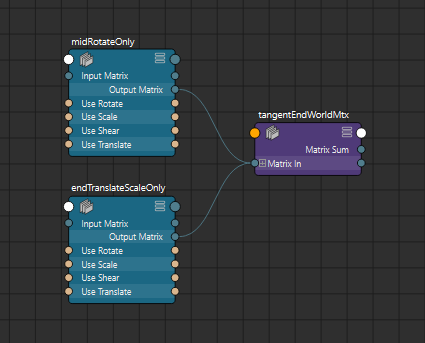 midRotateOnly
Input Matrix
Output Matrix
Use Rotate
Use Scale
Use Shear
Use Translate
endTranslateScaleOnly
Input Matrix
Output Matrix
Use Rotate
Use Scale
Use Shear
Use Translate
tangentEndWorldMtx
Matrix Sum
Matrix In